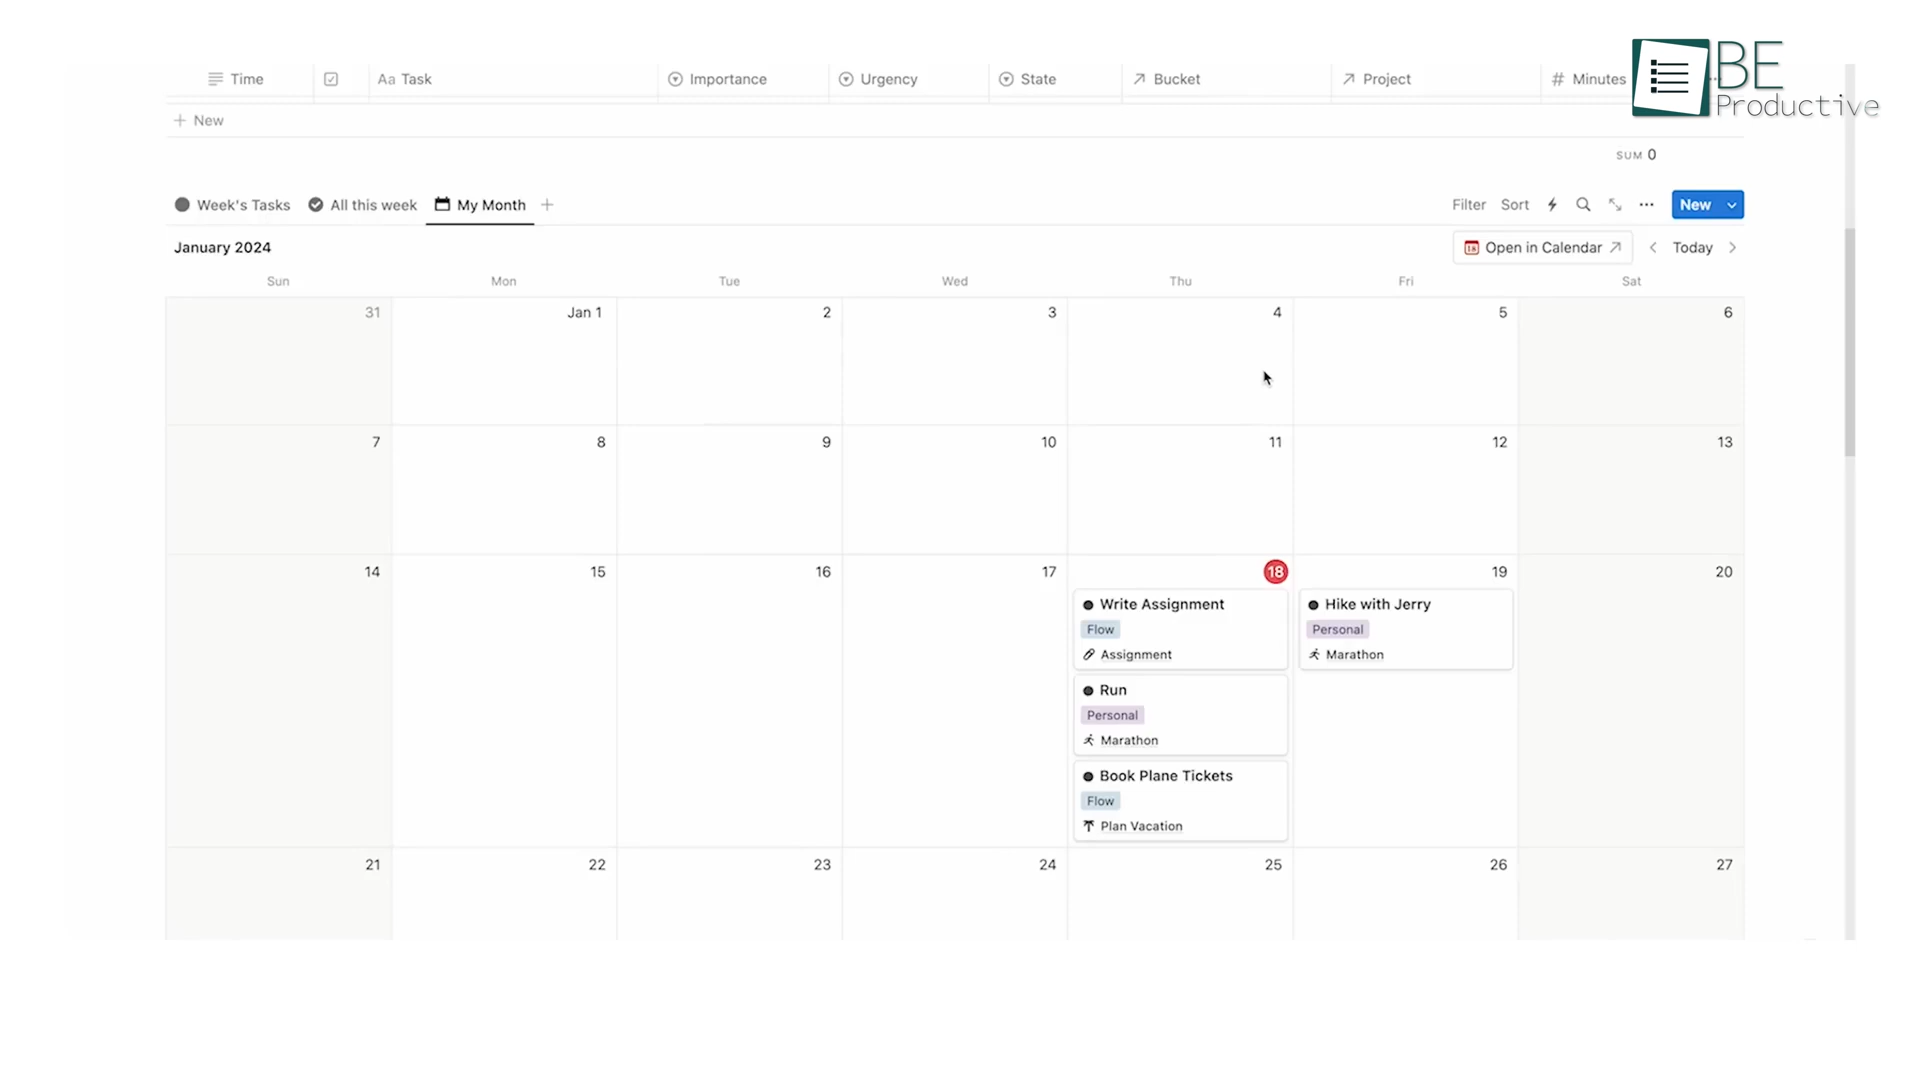 BE
Productive
Time Aa Task Importance Urgency State Bucket Project # Minutes ...
+ New
SUM 0
Week's Tasks All this week My Month + Filter Sort ... New
January 2024 Open in Calendar Today
Sun Mon Tue Wed Thu Fri Sat
31 Jan 1 2 3 4 5 6
7 8 9 10 11 12 13
14 15 16 17 18 19 20
Write Assignment Hike with Jerry
Flow Personal
Assignment Marathon
Run
Personal
Marathon
Book Plane Tickets
Flow
Plan Vacation
21 22 23 24 25 26 27